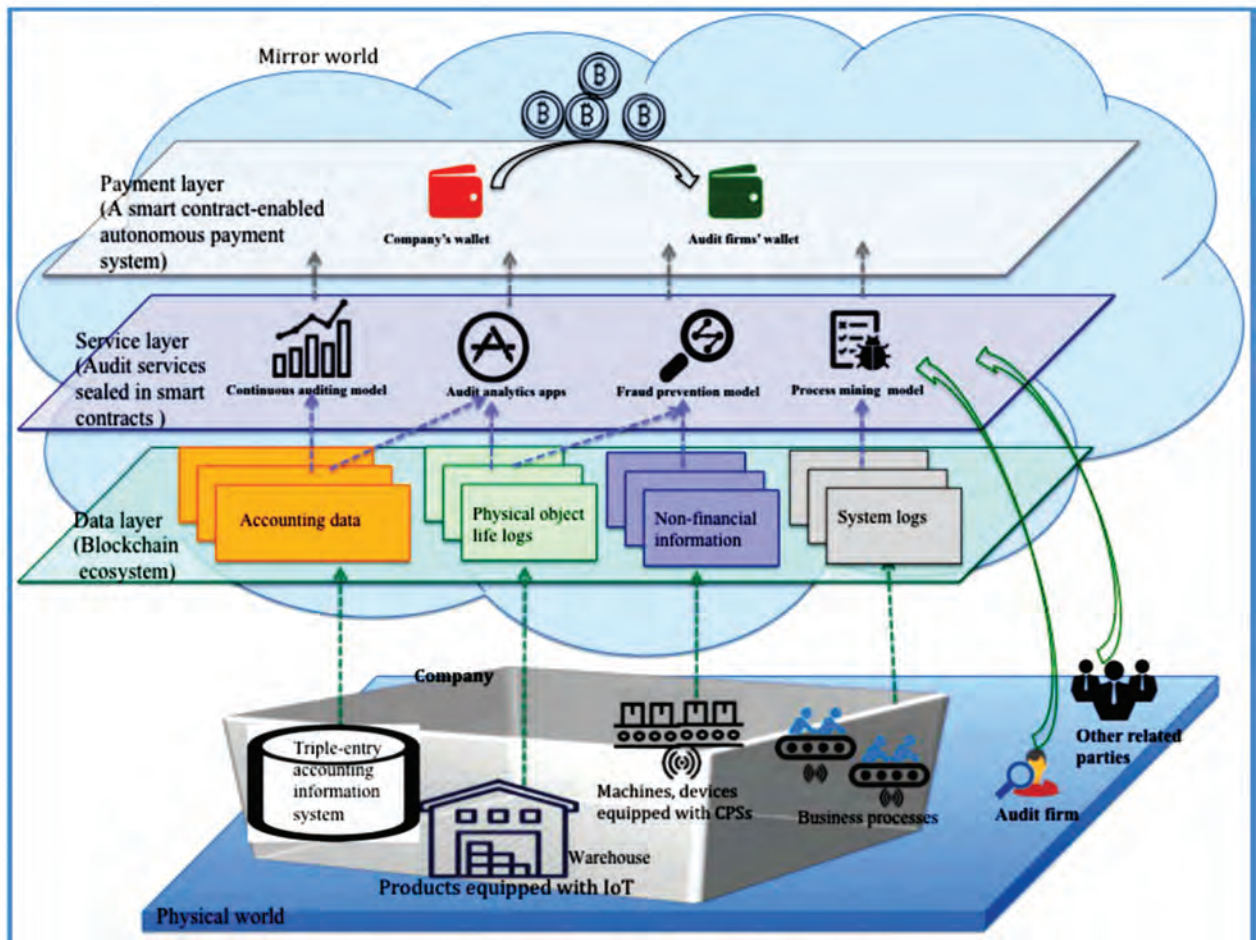 Mirror world
Payment layer
(A smart contract-enabled
autonomous payment
system)
Company's wallet
Audit firms' wallet
Service layer
(Audit services
sealed in smart
contracts )
Continuous auditing model
Audit analytics apps
Fraud prevention model
Process mining model
Data layer
(Blockchain
ecosystem)
Accounting data
Physical object
life logs
Non-financial
information
System logs
Company
Triple-entry
accounting
information
system
Machines, devices
equipped with CPSs
Business processes
Other related
parties
Audit firm
Warehouse
Products equipped with IoT
Physical world